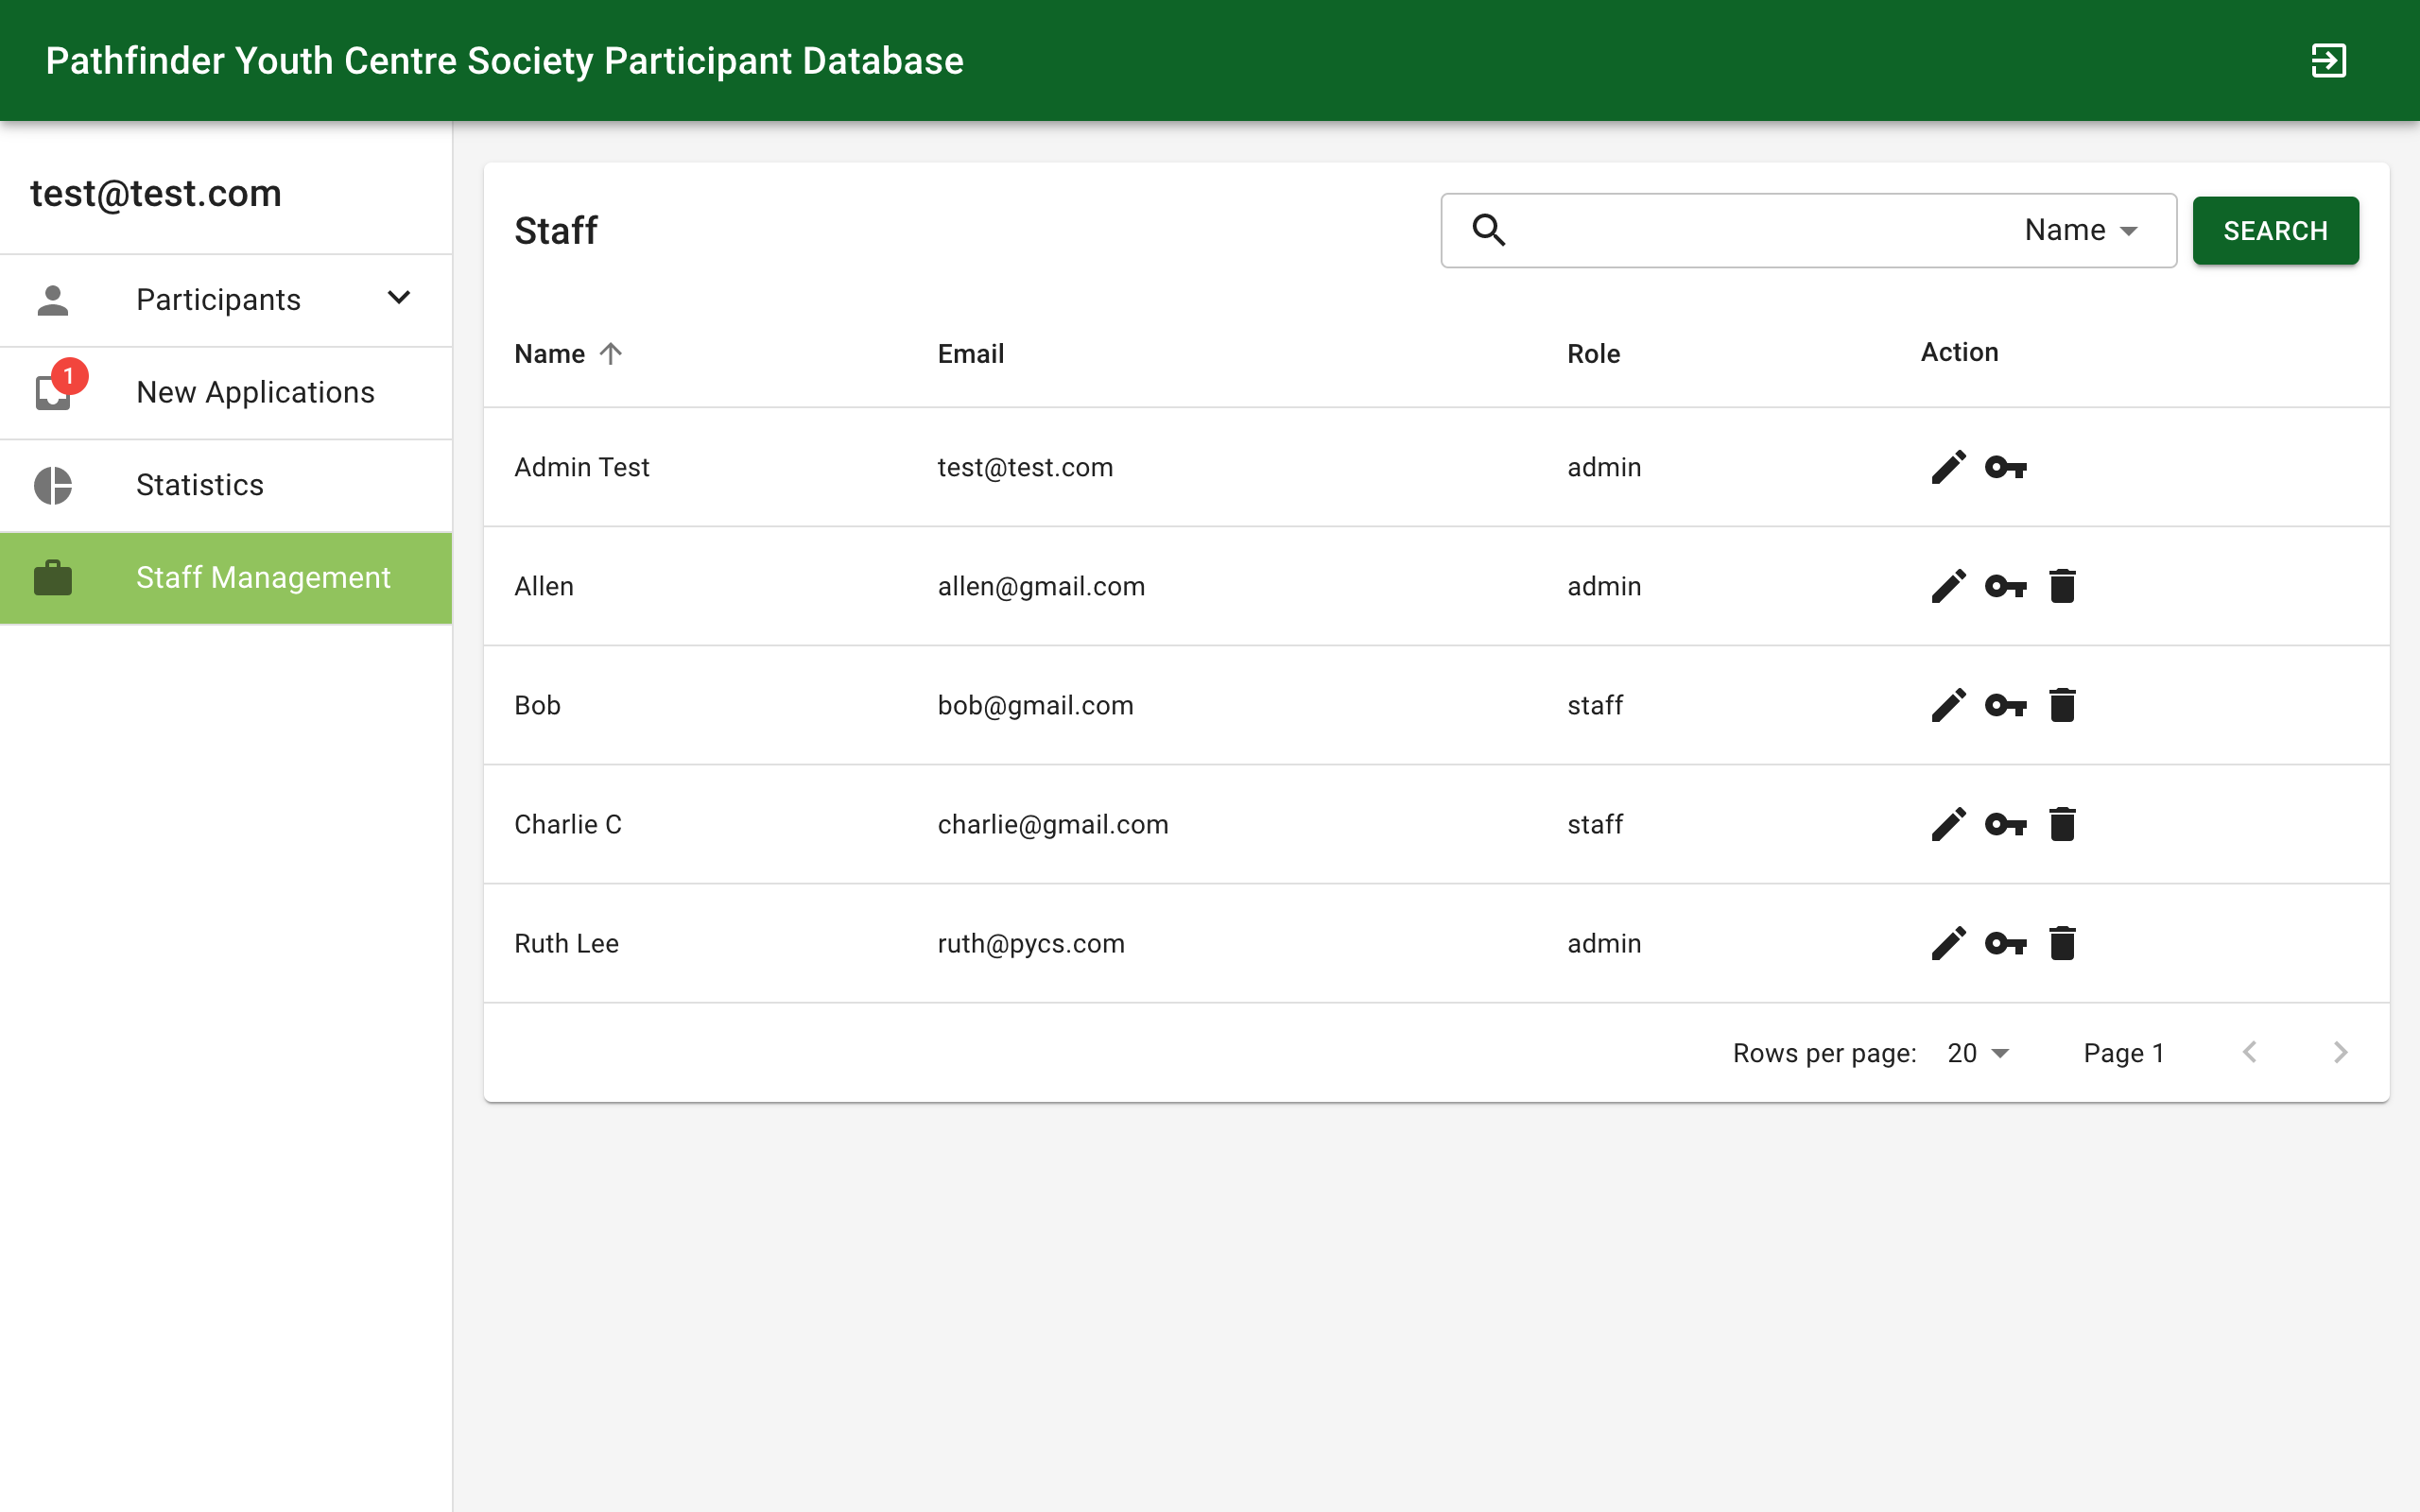 Pathfinder Youth Centre Society Participant Database
test@test.com
Participants
1
New Applications
Statistics
Staff Management
Staff
Name
SEARCH
Name Email Role Action
Admin Test test@test.com admin
Allen allen@gmail.com admin
Bob bob@gmail.com staff
Charlie C charlie@gmail.com staff
Ruth Lee ruth@pycs.com admin
Rows per page: 20 Page 1